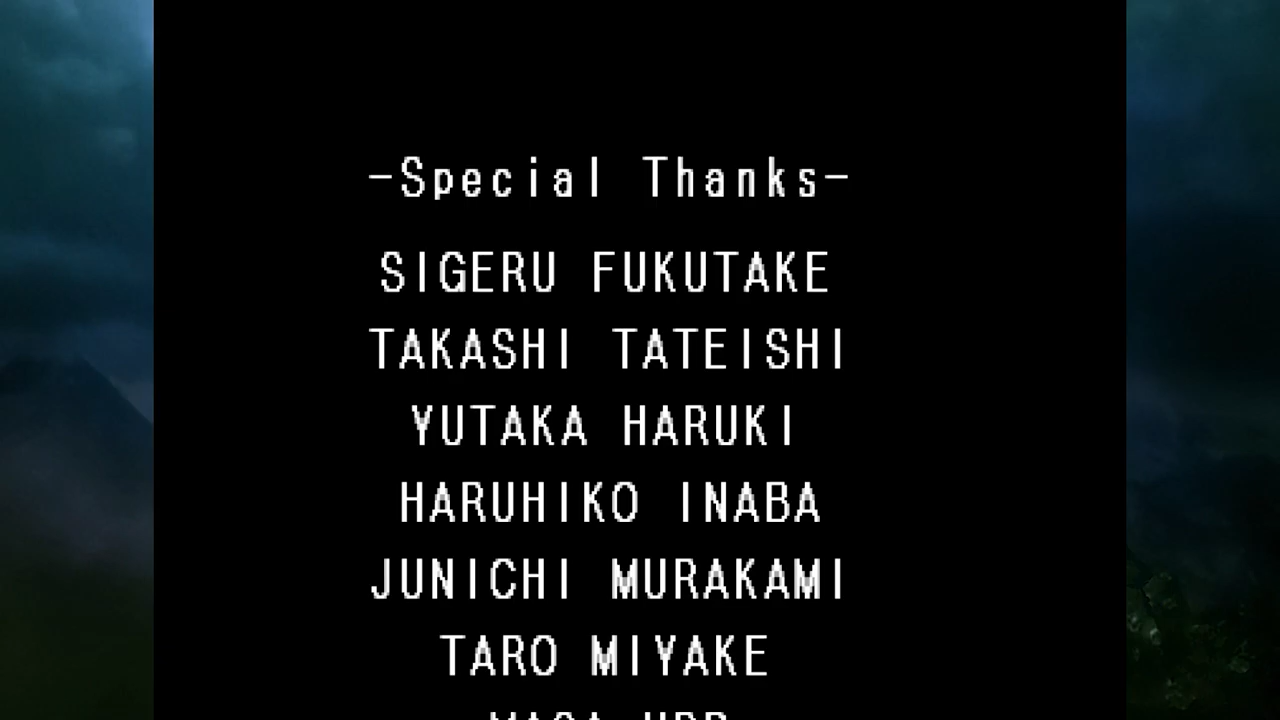 -Special Thanks-
SIGERU FUKUTAKE
TAKASHI TATEISHI
YUTAKA HARUKI
HARUHIKO INABA
JUNICHI MURAKAMI
TARO MIYAKE